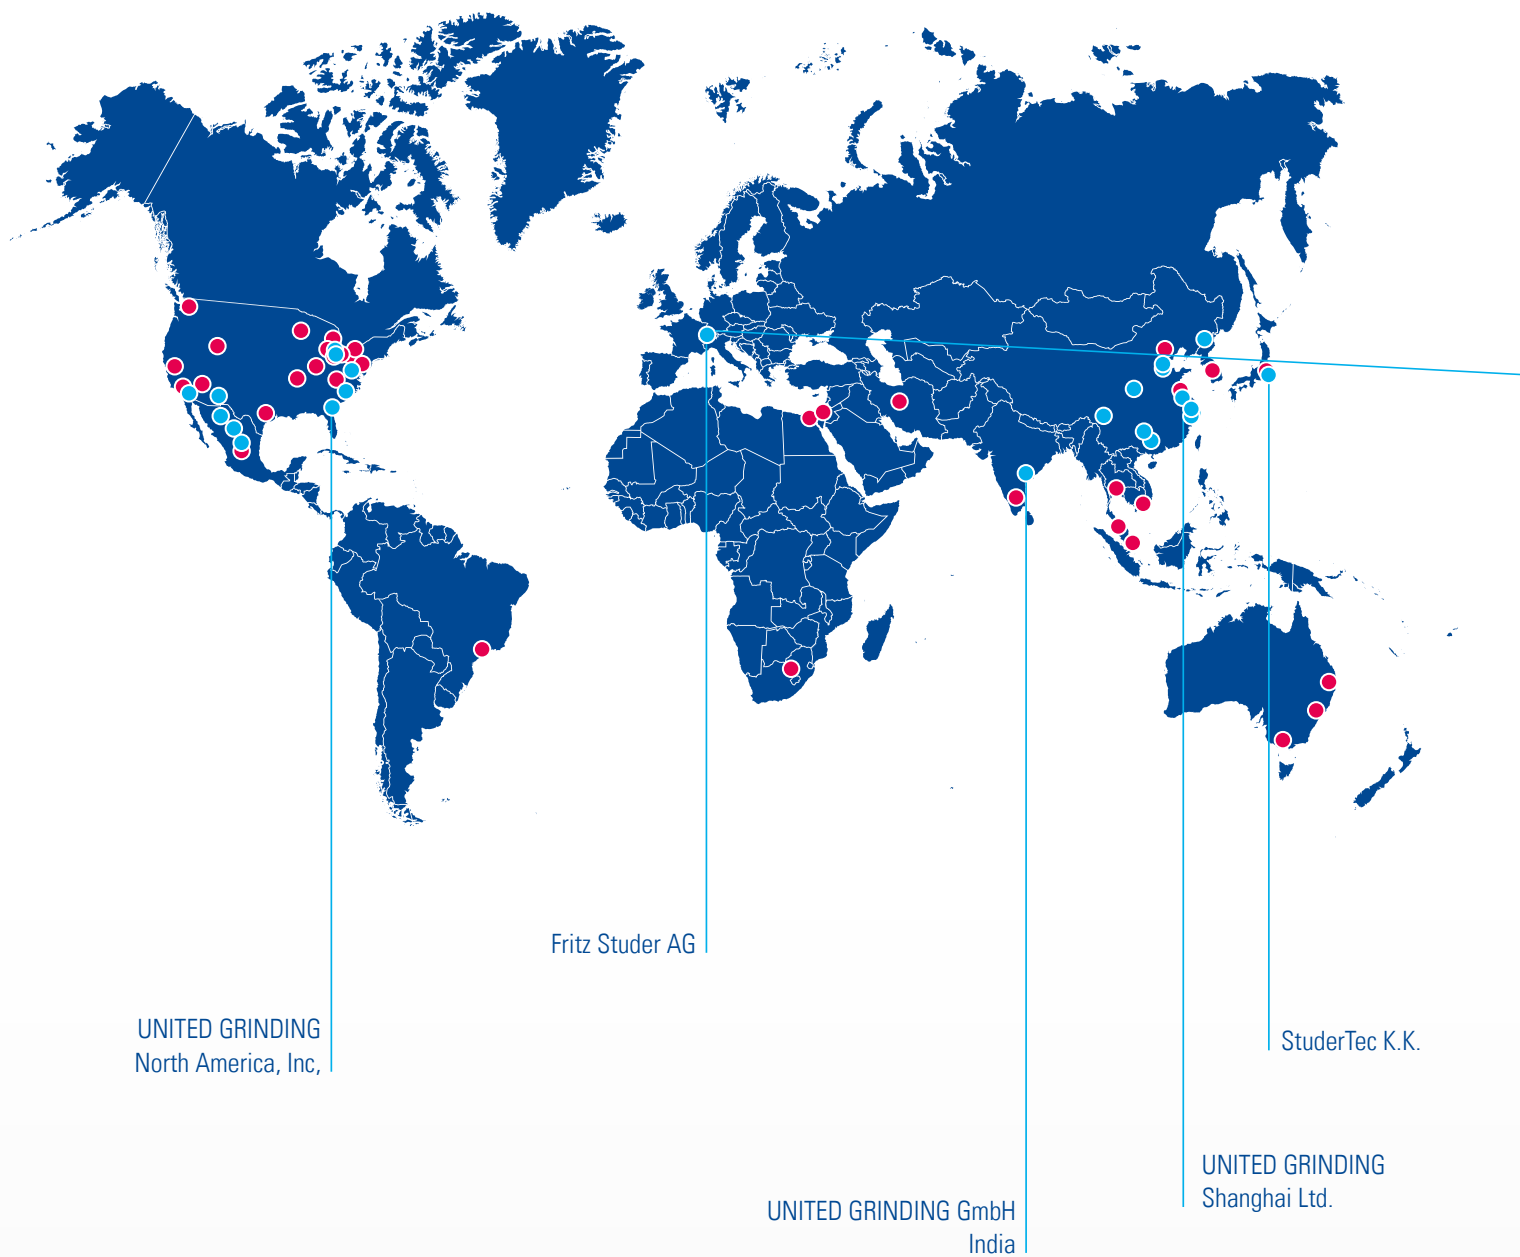 Fritz Studer AG
UNITED GRINDING
North America, Inc,
StuderTec K.K.
UNITED GRINDING
Shanghai Ltd.
UNITED GRINDING GmbH
India